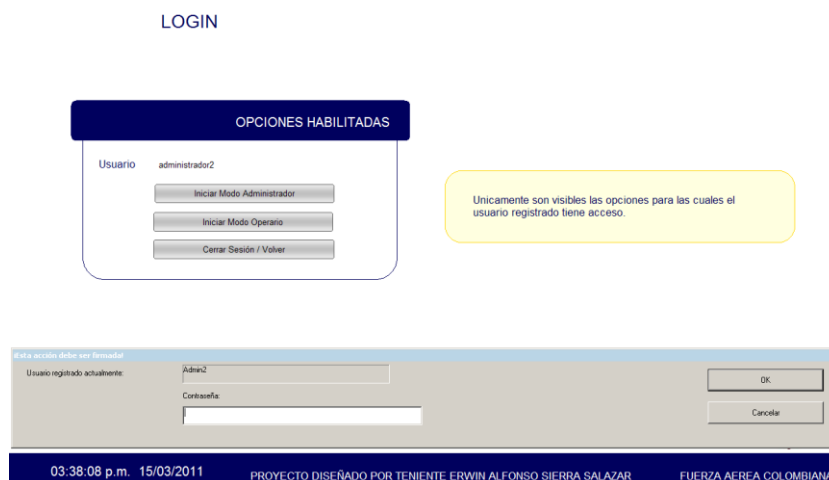 LOGIN
OPCIONES HABILITADAS
Usuario administrador2
Iniciar Modo Administrador
Iniciar Modo Operario
Cerrar Sesión / Volver
Unicamente son visibles las opciones para las cuales el
usuario registrado tiene acceso.
¡Esta acción debe ser firmada!
Usuario registrado actualmente: Admin2
Contraseña:
OK
Cancelar
03:38:08 p.m. 15/03/2011 PROYECTO DISEÑADO POR TENIENTE ERWIN ALFONSO SIERRA SALAZAR FUERZA AEREA COLOMBIANA